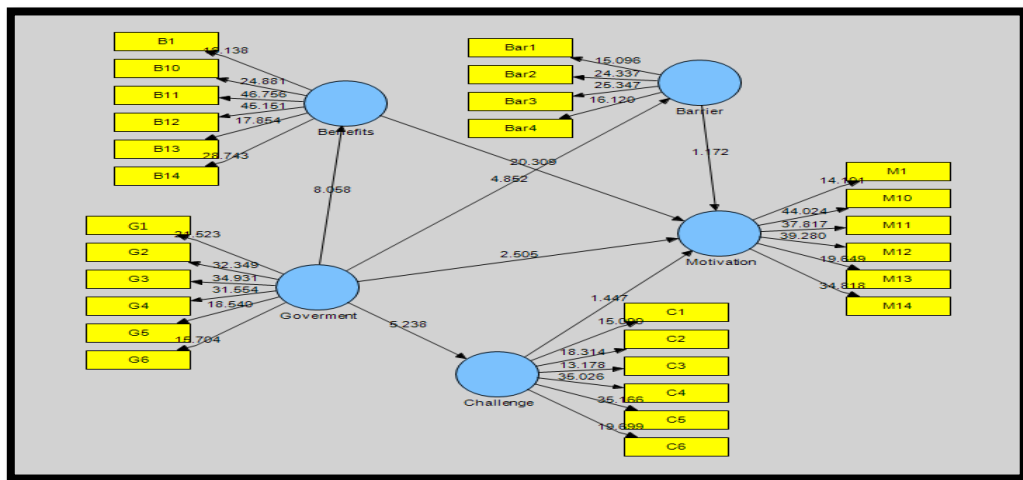 B1
B10
B11
B12
B13
B14
24.881
46.756
45.151
17.854
28.743
Benefits
Bar1
Bar2
Bar3
Bar4
15.096
24.337
25.347
16.120
Barrier
8.058
20.309
4.852
1.172
G1
G2
G3
G4
G5
G6
21.523
32.349
34.931
31.554
18.540
15.704
Goverment
2.505
5.238
1.447
Motivation
M1
M10
M11
M12
M13
M14
44.024
37.817
39.280
19.849
34.818
Challenge
C1
C2
C3
C4
C5
C6
18.314
13.178
35.026
35.166
19.699